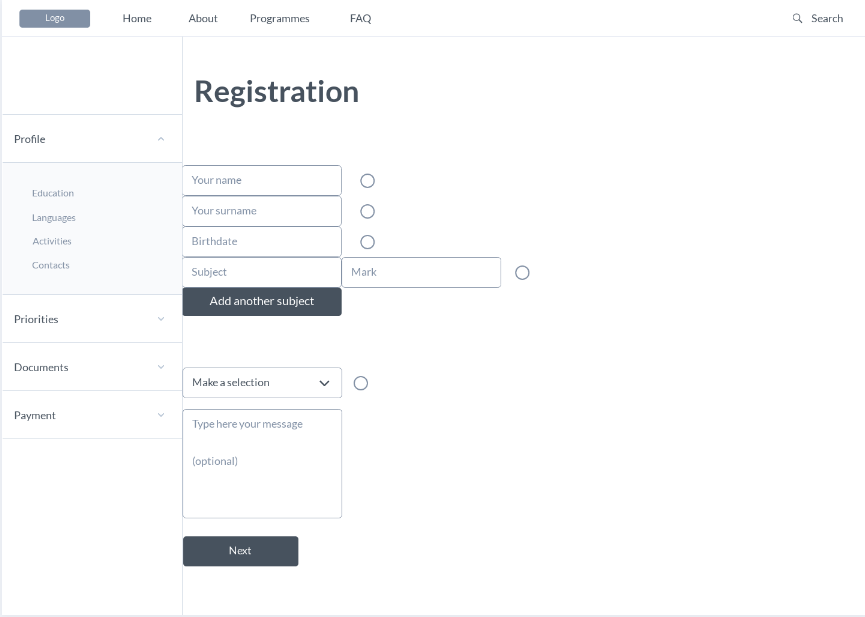 Logo
Home
About
Programmes
FAQ
Search
Registration
Profile
Education
Languages
Activities
Contacts
Priorities
Documents
Payment
Your name
Your surname
Birthdate
Subject
Mark
Add another subject
Make a selection
Type here your message
(optional)
Next